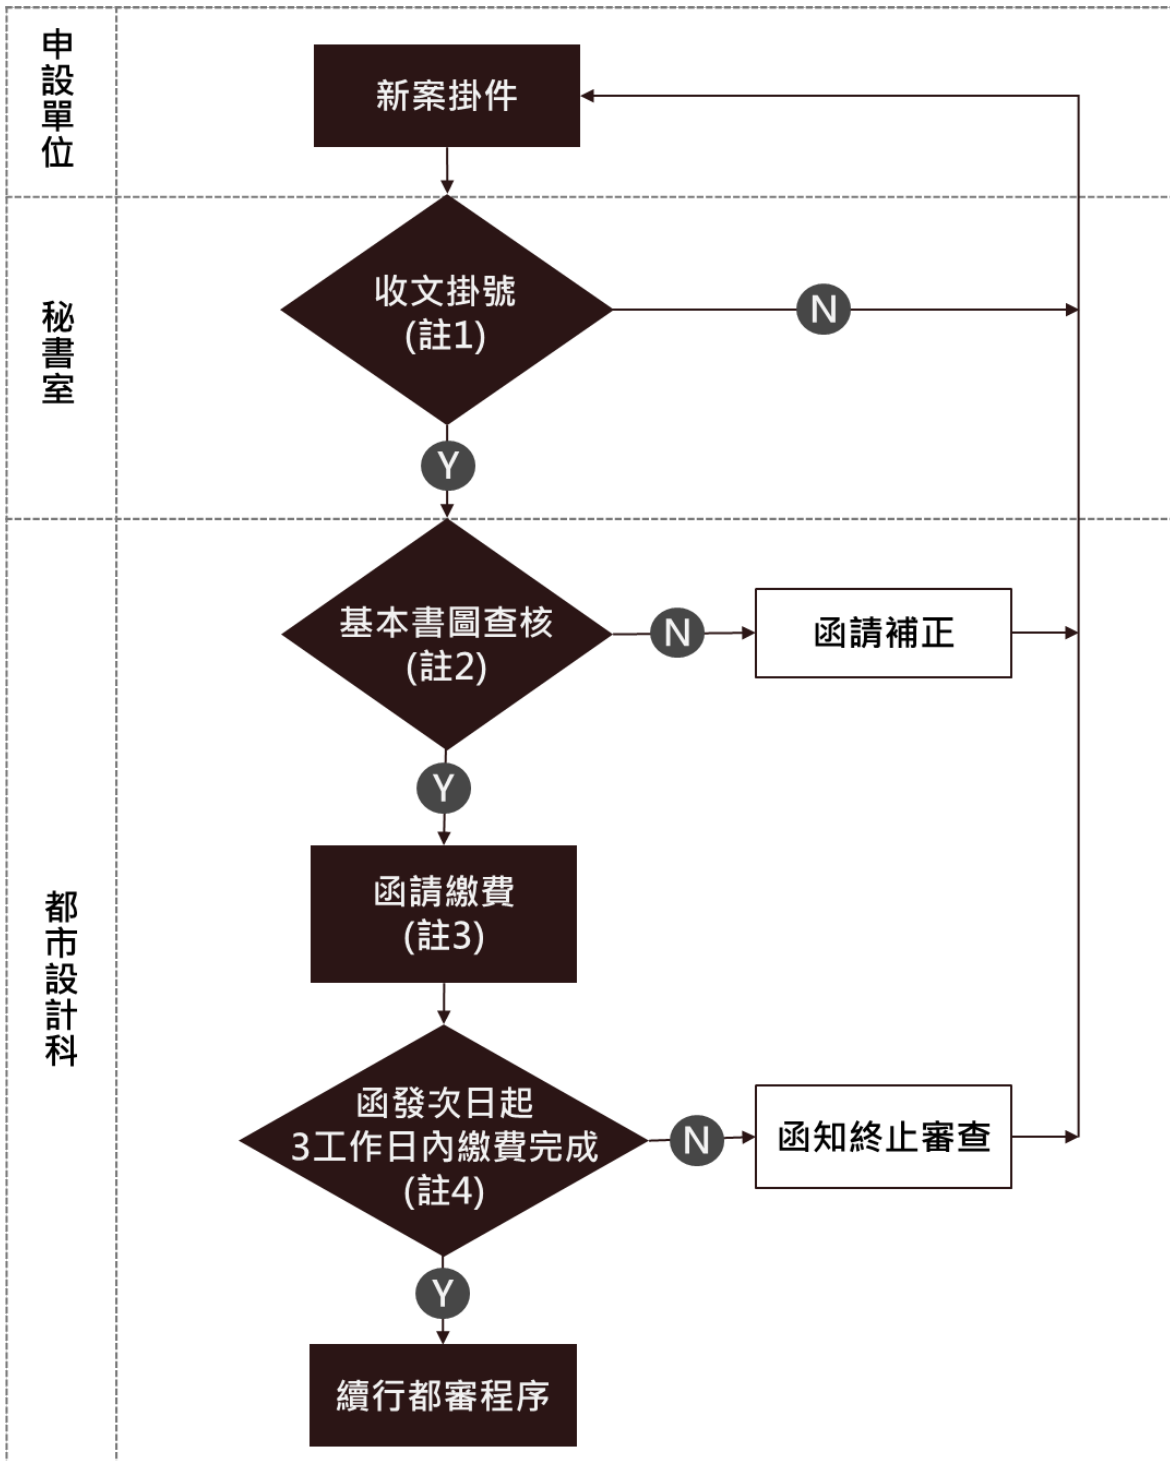 申設單位
新案掛件
秘書室
收文掛號
(註1)
N
Y
都市設計科
基本書圖查核
(註2)
N
函請補正
Y
函請繳費
(註3)
函發次日起
3工作日內繳費完成
(註4)
N
函知終止審查
Y
續行都審程序